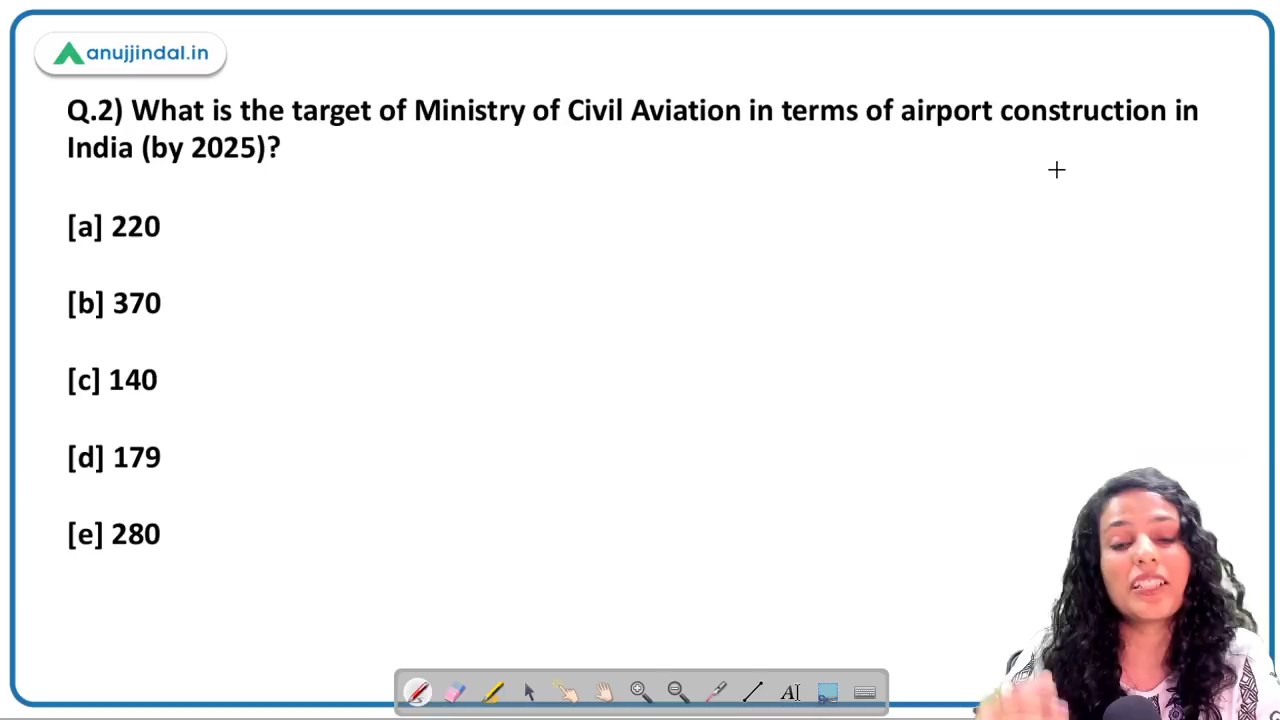 anujjindal.in
Q.2) What is the target of Ministry of Civil Aviation in terms of airport construction in
India (by 2025)?
[a] 220
[b] 370
[c] 140
[d] 179
[e] 280
AI